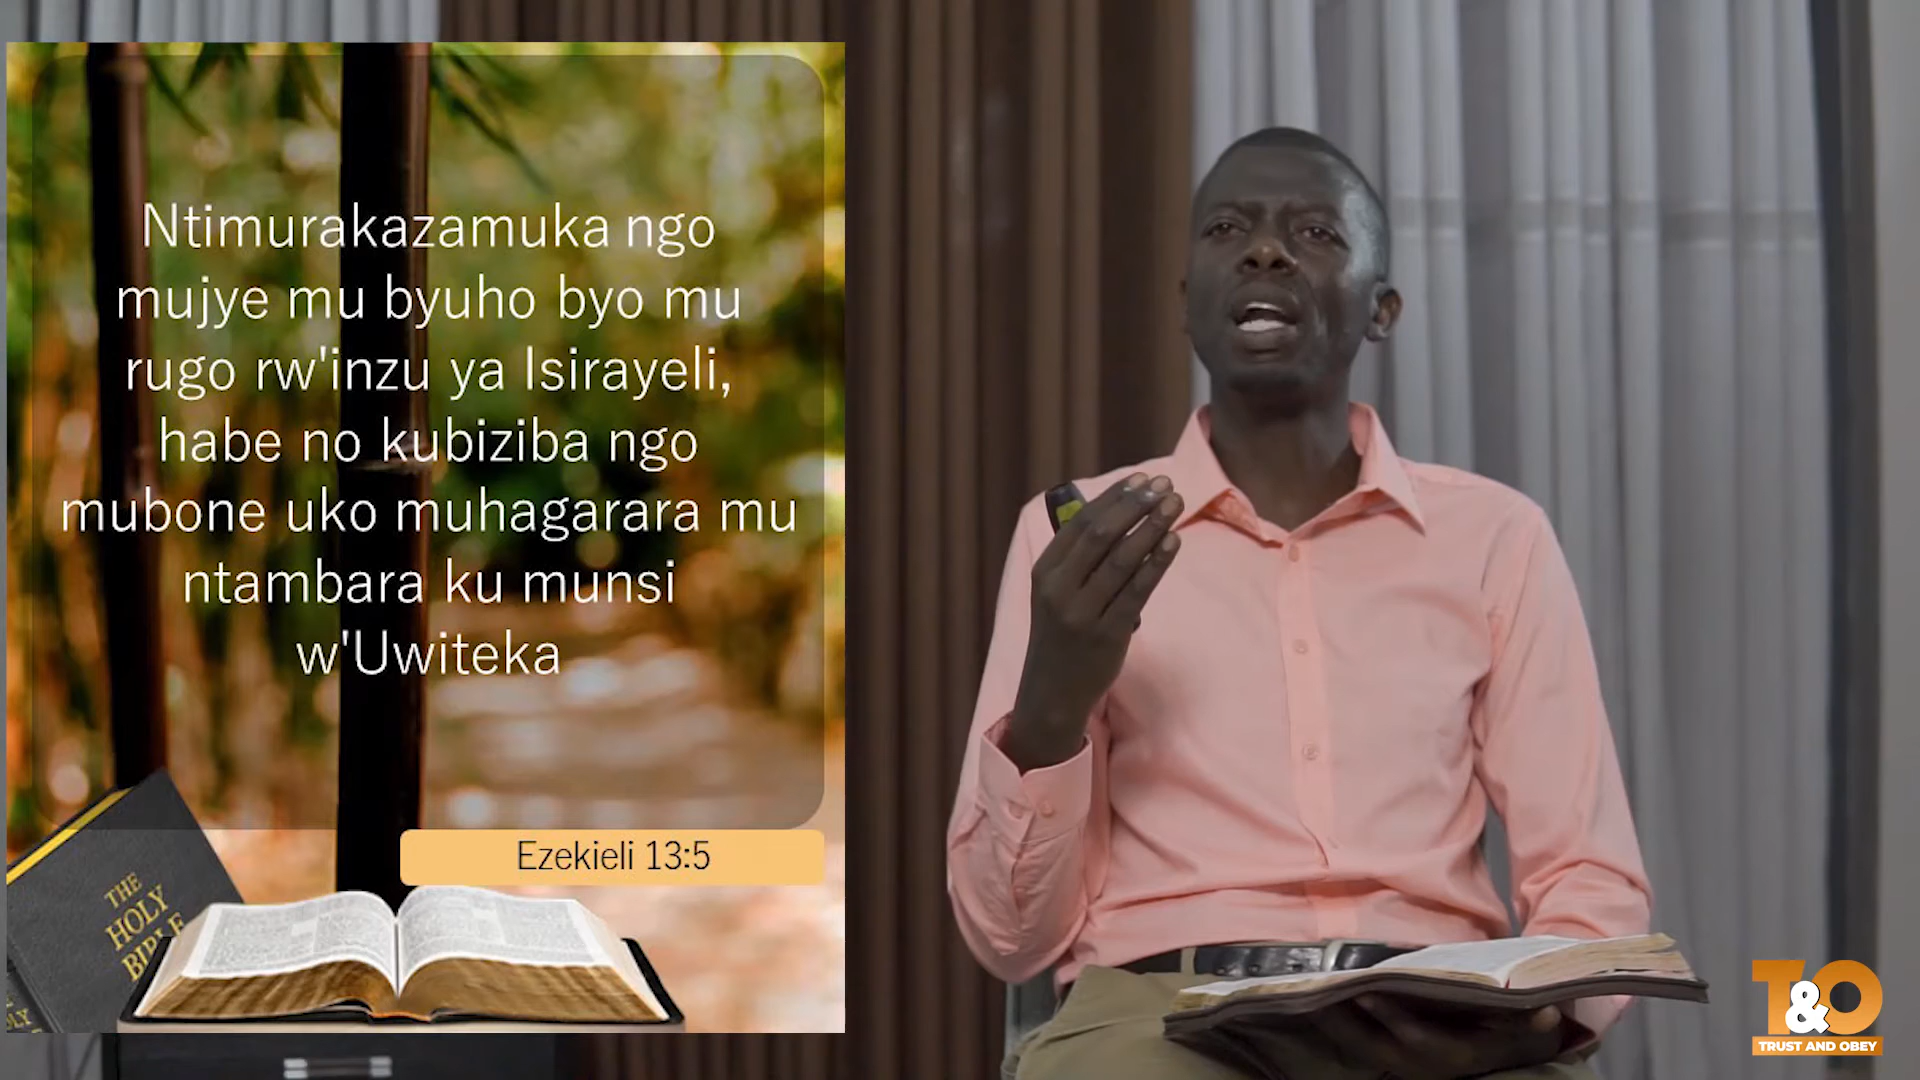 Ntimurakazamuka ngo
mujye mu byuho byo mu
rugo rw'inzu ya Isirayeli,
habe no kubiziba ngo
mubone uko muhagarara mu
ntambara ku munsi
w'Uwiteka
Ezekieli 13:5
THE
HOLY
BIBLE
T&O
TRUST AND OBEY